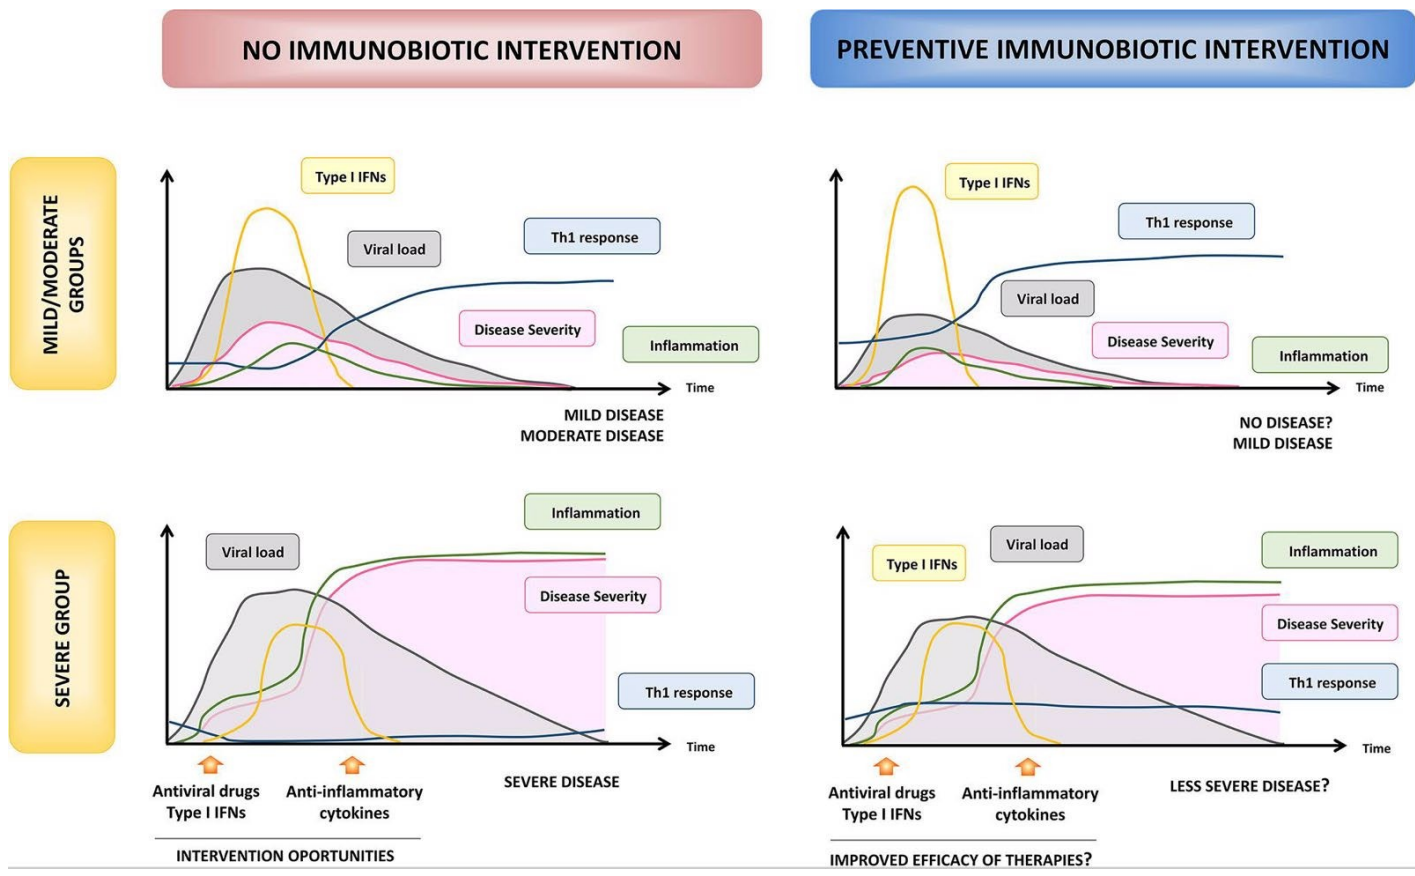 NO IMMUNOBIOTIC INTERVENTION
PREVENTIVE IMMUNOBIOTIC INTERVENTION
MILD/MODERATE
GROUPS
Type I IFNs
Viral load
Th1 response
Disease Severity
Inflammation
Time
MILD DISEASE
MODERATE DISEASE
Type I IFNs
Th1 response
Viral load
Disease Severity
Inflammation
Time
NO DISEASE?
MILD DISEASE
SEVERE GROUP
Inflammation
Viral load
Disease Severity
Th1 response
Time
Antiviral drugs
Type I IFNs
Anti-inflammatory
cytokines
SEVERE DISEASE
INTERVENTION OPORTUNITIES
Viral load
Type I IFNs
Inflammation
Disease Severity
Th1 response
Time
Antiviral drugs
Type I IFNs
Anti-inflammatory
cytokines
LESS SEVERE DISEASE?
IMPROVED EFFICACY OF THERAPIES?